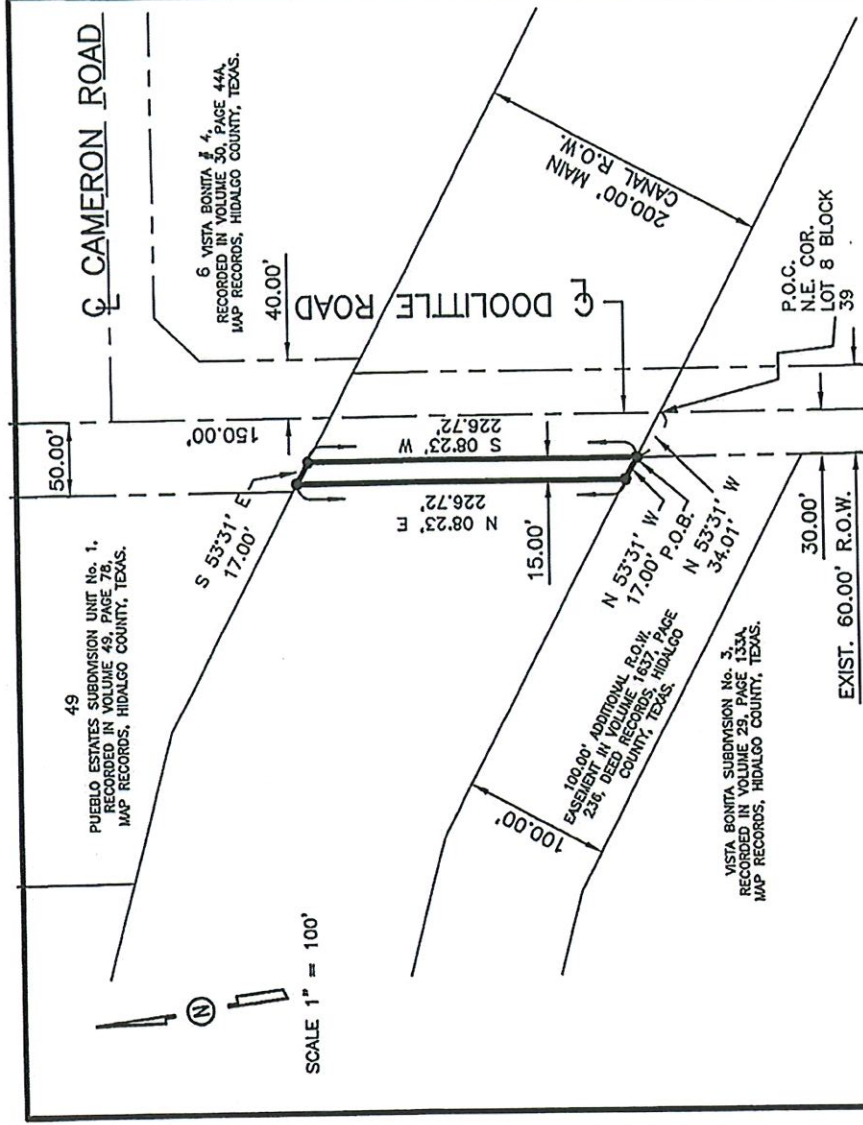 ℄ CAMERON ROAD
6 VISTA BONITA # 4,
RECORDED IN VOLUME 30, PAGE 44A,
MAP RECORDS, HIDALGO COUNTY, TEXAS.
40.00'
50.00'
150.00'
49
PUEBLO ESTATES SUBDIVISION UNIT No. 1,
RECORDED IN VOLUME 49, PAGE 78,
MAP RECORDS, HIDALGO COUNTY, TEXAS.
S 53°31' E
17.00'
℄ DOOLITTLE ROAD
200.00' MAIN
CANAL R.O.W.
S 08°23' W
226.72'
N 08°23' E
226.72'
15.00'
N
SCALE 1" = 100'
P.O.C.
N.E. COR.
LOT 8 BLOCK
39
N 53°31' W
17.00'
P.O.B.
N 53°31' W
34.01'
100.00'
100.00' ADDITIONAL R.O.W.
EASEMENT IN VOLUME 1637, PAGE
236, DEED RECORDS, HIDALGO
COUNTY, TEXAS.
VISTA BONITA SUBDIVISION No. 3,
RECORDED IN VOLUME 29, PAGE 133A,
MAP RECORDS, HIDALGO COUNTY, TEXAS.
30.00'
EXIST. 60.00' R.O.W.